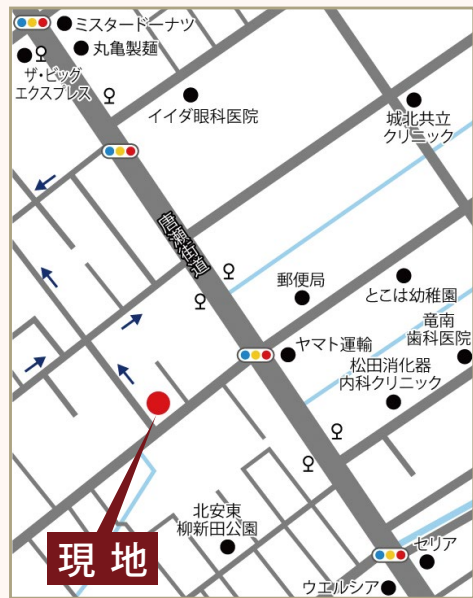 ミスタードーナツ
丸亀製麺
ザ・ビッグ
エクスプレス
イイダ眼科医院
城北共立
クリニック
唐瀬街道
郵便局
とこは幼稚園
竜南
歯科医院
ヤマト運輸
松田消化器
内科クリニック
北安東
柳新田公園
現地
セリア
ウエルシア